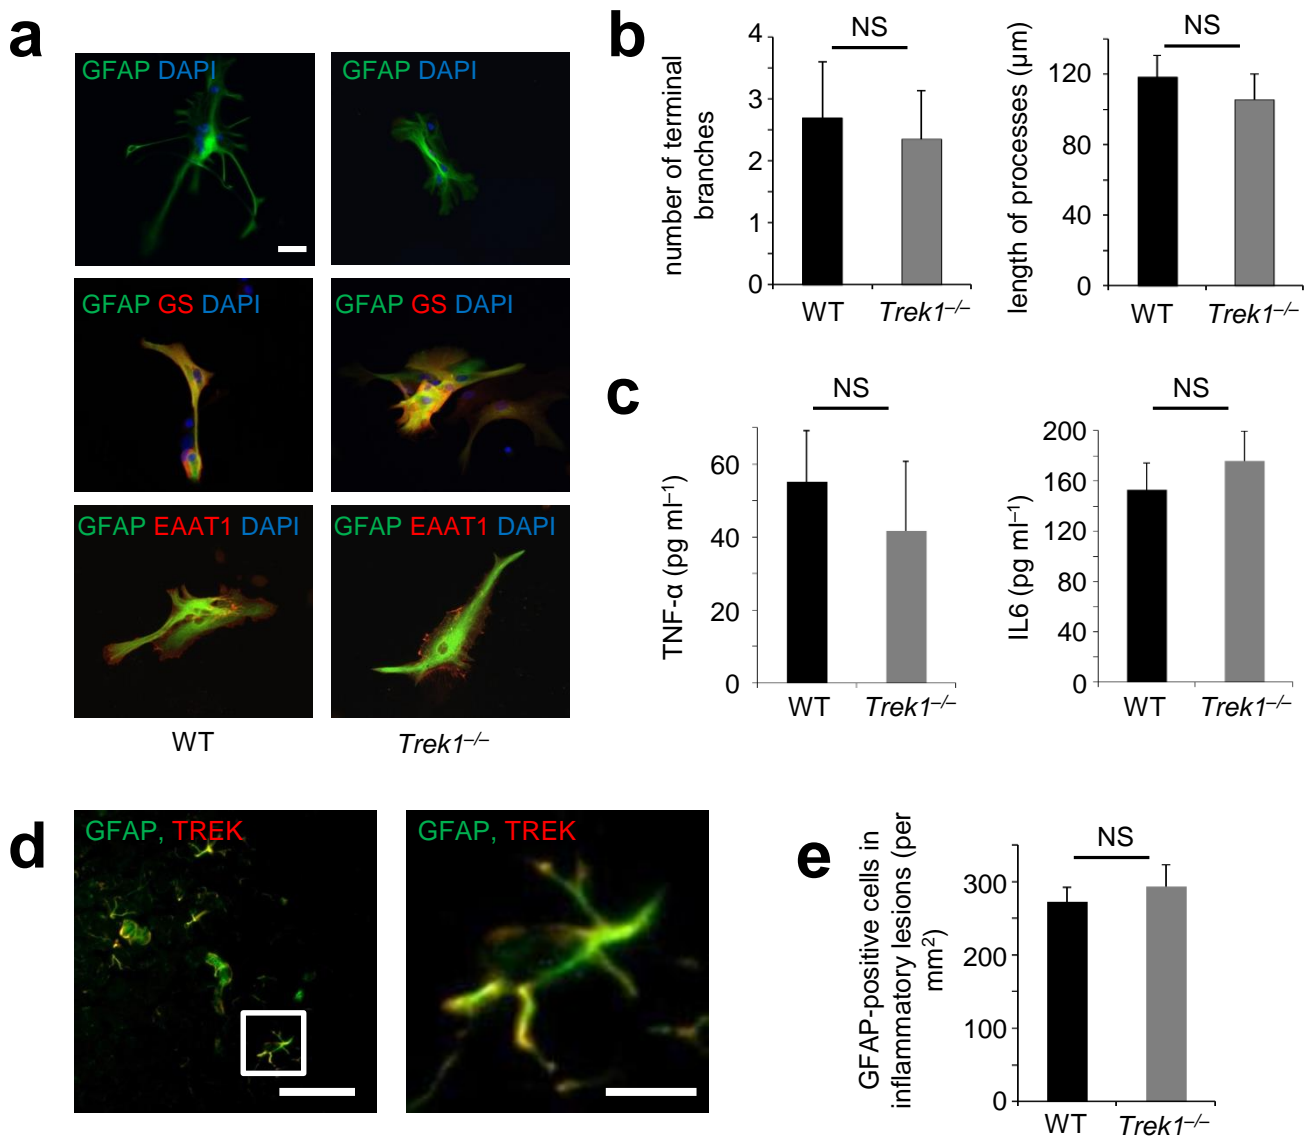 a
GFAP DAPI
GFAP DAPI
GFAP GS DAPI
GFAP GS DAPI
GFAP EAAT1 DAPI
GFAP EAAT1 DAPI
WT
Trek1–/–
b
number of terminal
branches
4
3
2
1
0
NS
WT
Trek1–/–
length of processes (μm)
120
80
40
0
NS
WT
Trek1–/–
c
TNF-α (pg ml–1)
60
40
20
0
NS
WT
Trek1–/–
IL6 (pg ml–1)
200
160
120
80
40
0
NS
WT
Trek1–/–
d
GFAP, TREK
GFAP, TREK
e
GFAP-positive cells in
inflammatory lesions (per
mm2)
300
200
100
0
NS
WT
Trek1–/–